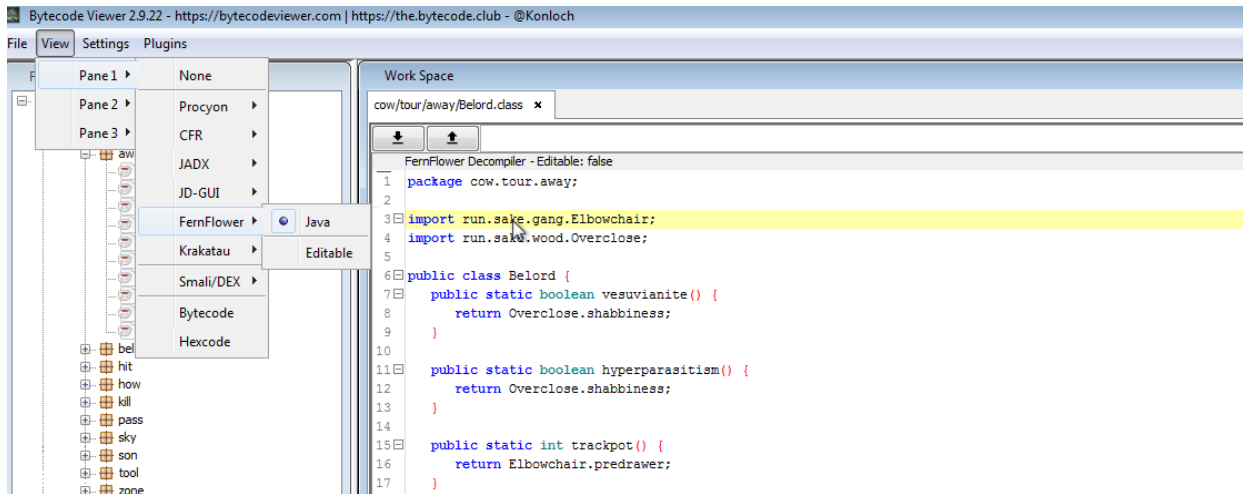 Bytecode Viewer 2.9.22 - https://bytecodeviewer.com | https://the.bytecode.club - @Konloch
File View Settings Plugins
F
Pane 1
Pane 2
Pane 3
None
Procyon
CFR
JADX
JD-GUI
FernFlower
Krakatau
Smali/DEX
Bytecode
Hexcode
Java
Editable
aw
bel
hit
how
kill
pass
sky
son
tool
zone
Work Space
cow/tour/away/Belord.class
FernFlower Decompiler - Editable: false
1 package cow.tour.away;
2
3 import run.sake.gang.Elbowchair;
4 import run.sake.wood.Overclose;
5
6 public class Belord {
7 public static boolean vesuvianite() {
8 return Overclose.shabbiness;
9 }
10
11 public static boolean hyperparasitism() {
12 return Overclose.shabbiness;
13 }
14
15 public static int trackpot() {
16 return Elbowchair.predrawer;
17 }